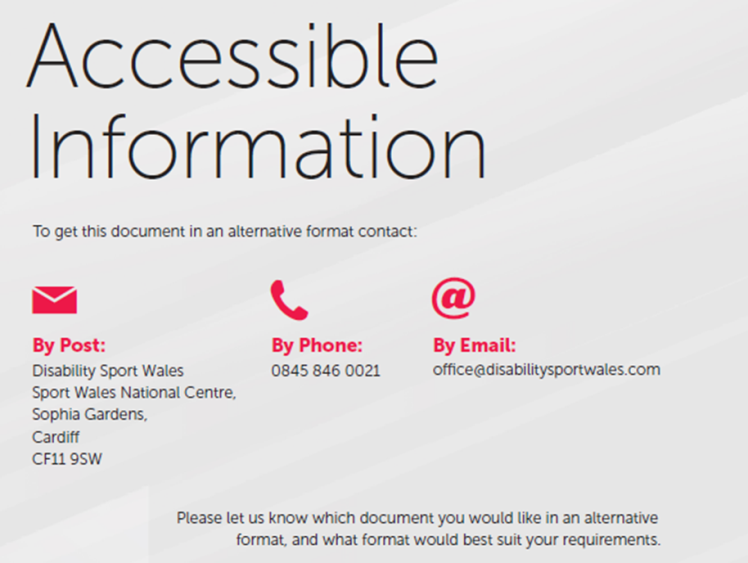 Accessible
Information
To get this document in an alternative format contact:
By Post:
Disability Sport Wales
Sport Wales National Centre,
Sophia Gardens,
Cardiff
CF11 9SW
By Phone:
0845 846 0021
@
By Email:
office@disabilitysportwales.com
Please let us know which document you would like in an alternative
format, and what format would best suit your requirements.